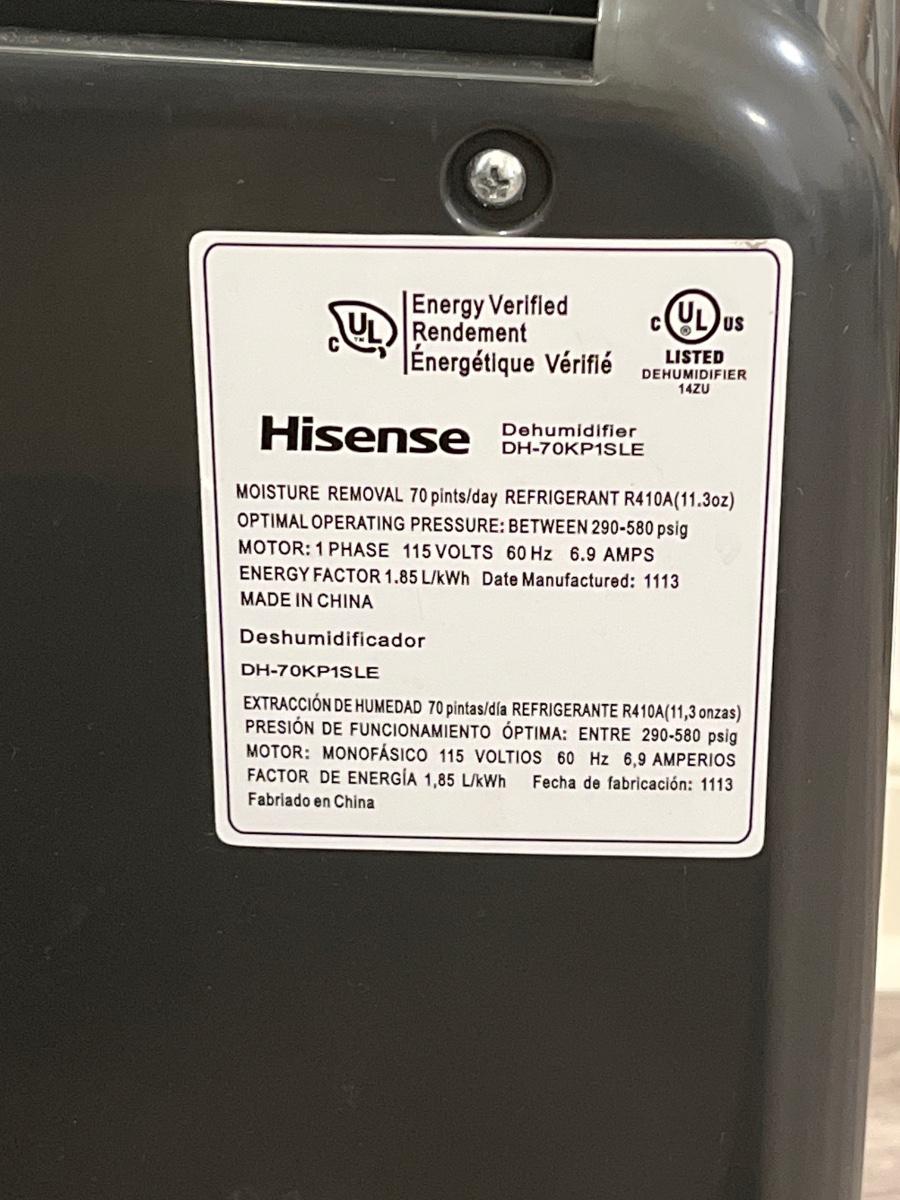 C UL TM
Energy Verified
Rendement
Énergétique Vérifié
C UL ® US
LISTED
DEHUMIDIFIER
14ZU
Hisense
Dehumidifier
DH-70KP1SLE
MOISTURE REMOVAL 70 pints/day REFRIGERANT R410A(11.3oz)
OPTIMAL OPERATING PRESSURE: BETWEEN 290-580 psig
MOTOR: 1 PHASE 115 VOLTS 60 Hz 6.9 AMPS
ENERGY FACTOR 1.85 L/kWh Date Manufactured: 1113
MADE IN CHINA
Deshumidificador
DH-70KP1SLE
EXTRACCIÓN DE HUMEDAD 70 pintas/día REFRIGERANTE R410A(11,3 onzas)
PRESIÓN DE FUNCIONAMIENTO ÓPTIMA: ENTRE 290-580 psig
MOTOR: MONOFÁSICO 115 VOLTIOS 60 Hz 6,9 AMPERIOS
FACTOR DE ENERGÍA 1,85 L/kWh Fecha de fabricación: 1113
Fabriado en China